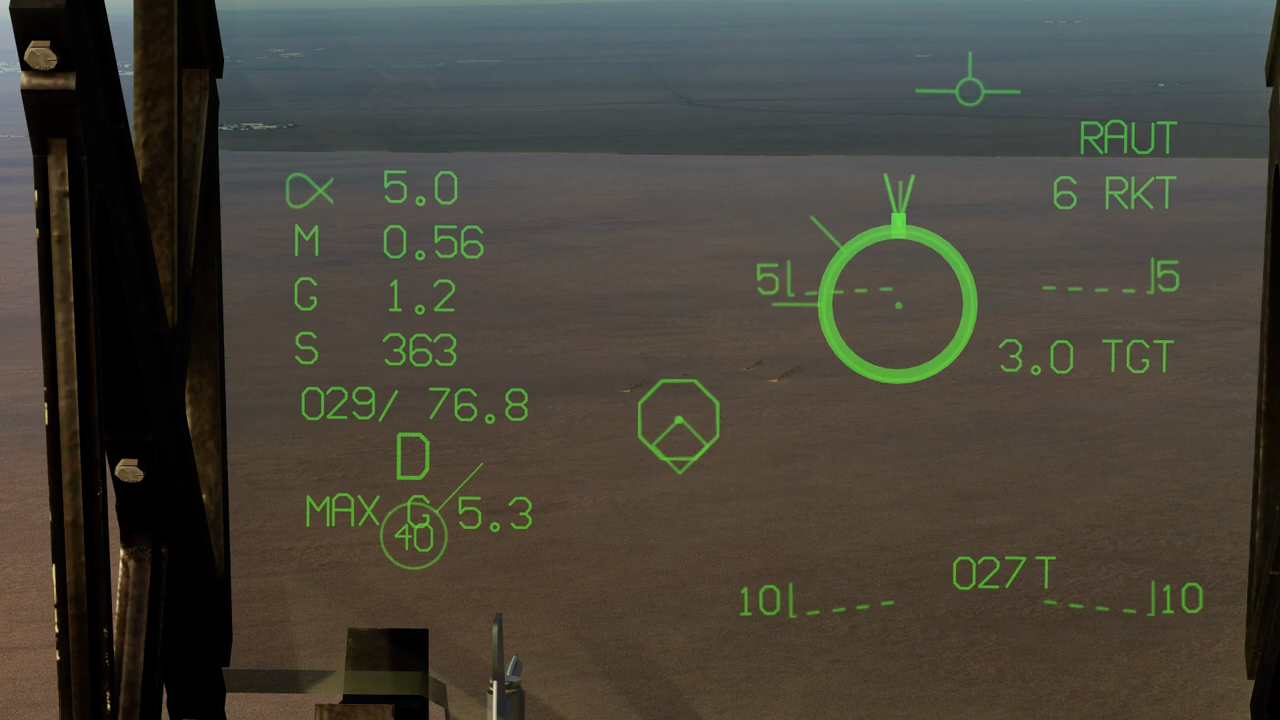 RAUT
α 5.0 6 RKT
M 0.56
G 1.2 5 5
S 363 3.0 TGT
029/ 76.8
D
MAX G 5.3
40
027T
10 10